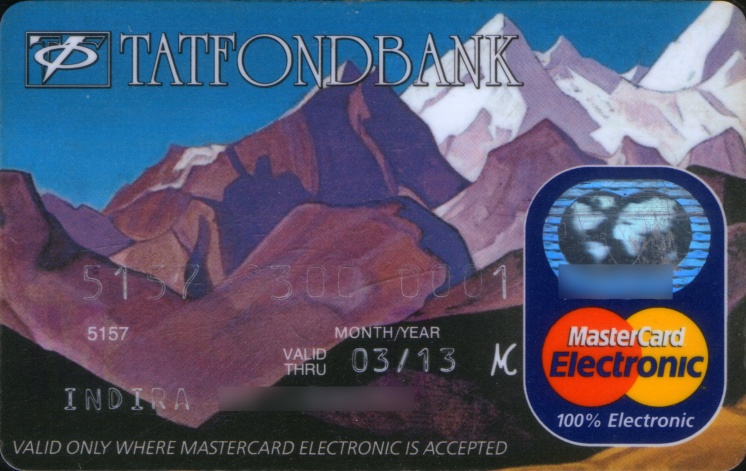 TATFONDBANK
5157 0001
5157 MONTH/YEAR
VALID THRU 03/13 MC
INDIRA
MasterCard
Electronic
100% Electronic
VALID ONLY WHERE MASTERCARD ELECTRONIC IS ACCEPTED